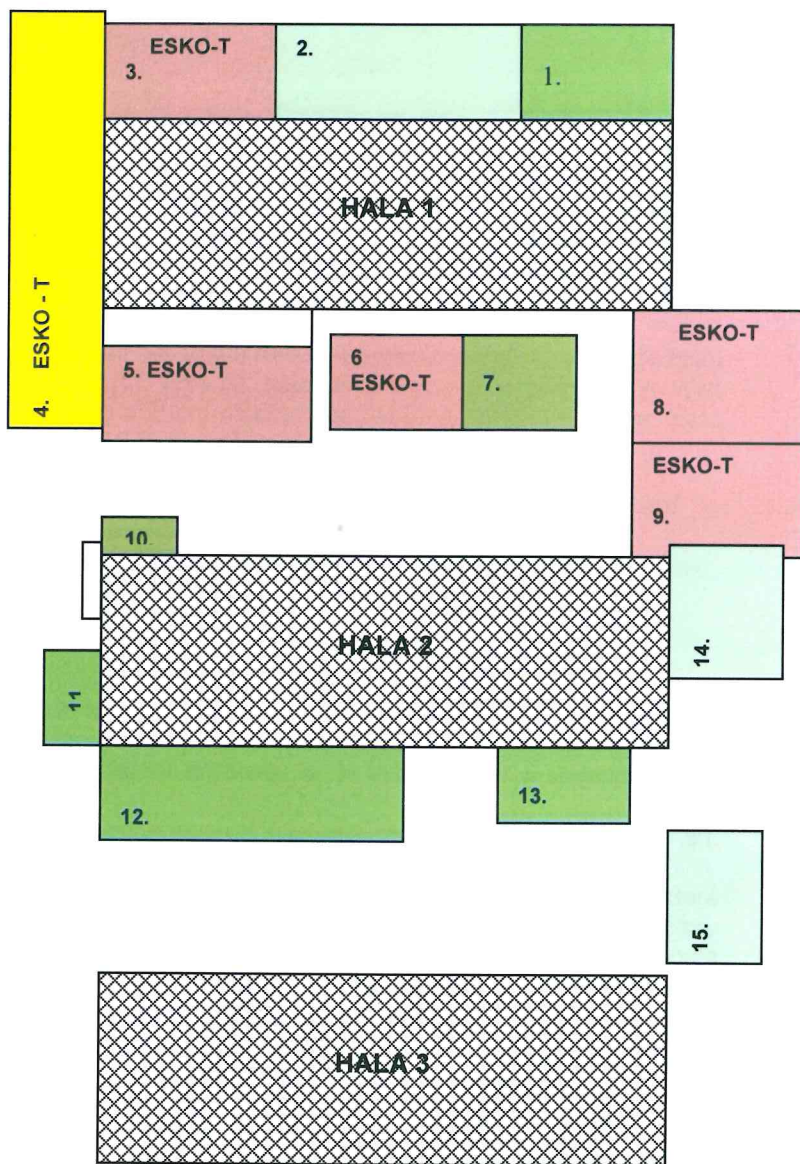 ESKO-T
3.
2.
1.
HALA 1
4. ESKO - T
5. ESKO-T
6
ESKO-T
7.
ESKO-T
8.
ESKO-T
9.
10.
HALA 2
14.
11
12.
13.
15.
HALA 3